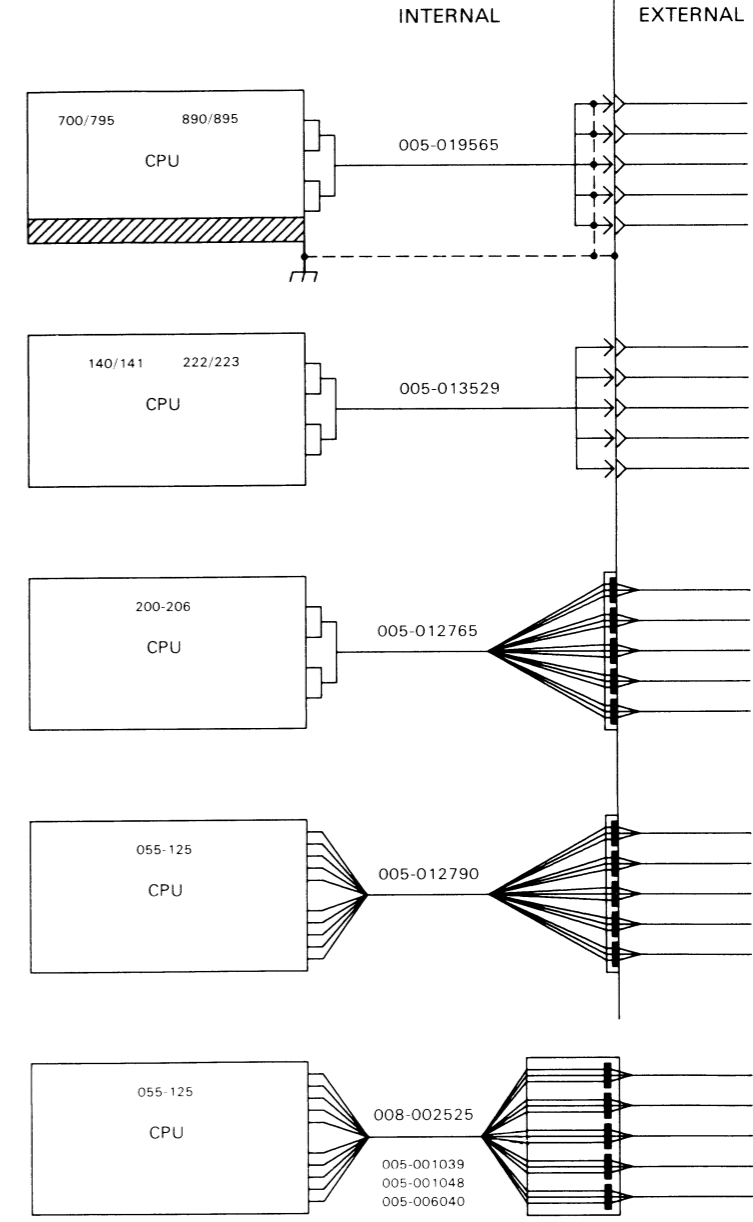 INTERNAL EXTERNAL
700/795 890/895
CPU
005-019565
140/141 222/223
CPU
005-013529
200-206
CPU
005-012765
055-125
CPU
005-012790
055-125
CPU
008-002525
005-001039
005-001048
005-006040